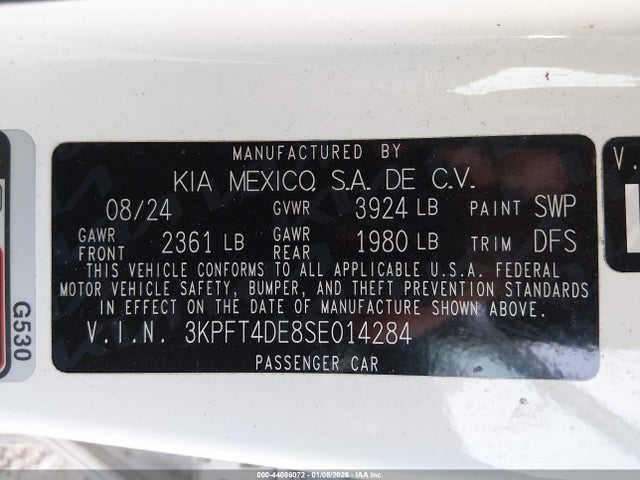 MANUFACTURED BY
KIA MEXICO, S.A. DE C.V.
08/24 GVWR 3924 LB PAINT SWP
GAWR FRONT 2361 LB GAWR REAR 1980 LB TRIM DFS
THIS VEHICLE CONFORMS TO ALL APPLICABLE U.S.A. FEDERAL
MOTOR VEHICLE SAFETY, BUMPER, AND THEFT PREVENTION STANDARDS
IN EFFECT ON THE DATE OF MANUFACTURE SHOWN ABOVE.
V.I.N. 3KPFT4DE8SE014284
PASSENGER CAR
G530
V.
000-44086072 - 01/08/2026 - IAAI.COM